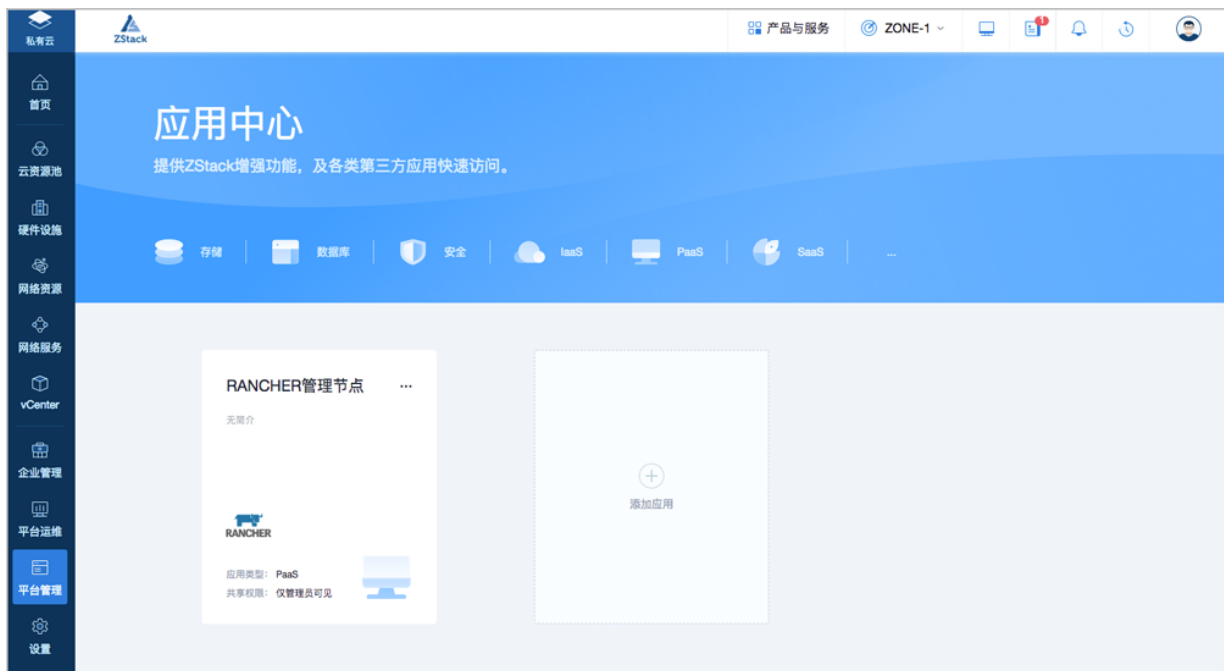 私有云
ZStack
产品与服务
ZONE-1
1
首页
云资源池
硬件设施
网络资源
网络服务
vCenter
企业管理
平台运维
平台管理
设置
应用中心
提供ZStack增强功能，及各类第三方应用快速访问。
存储
数据库
安全
IaaS
PaaS
SaaS
...
RANCHER管理节点
...
无简介
RANCHER
应用类型： PaaS
共享权限： 仅管理员可见
添加应用